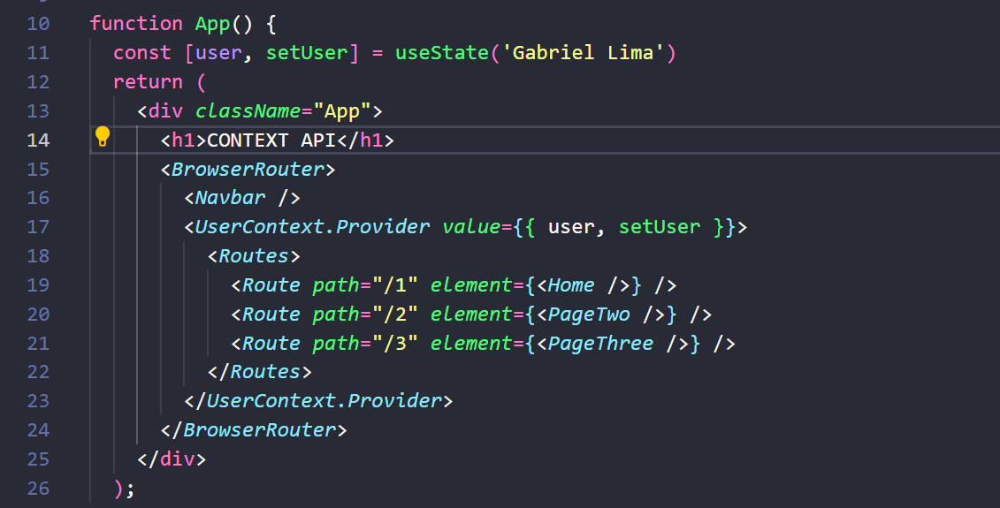 10 function App() {
11 const [user, setUser] = useState('Gabriel Lima')
12 return (
13 <div className="App">
14 <h1>CONTEXT API</h1>
15 <BrowserRouter>
16 <Navbar />
17 <UserContext.Provider value={{ user, setUser }}>
18 <Routes>
19 <Route path="/1" element={<Home />} />
20 <Route path="/2" element={<PageTwo />} />
21 <Route path="/3" element={<PageThree />} />
22 </Routes>
23 </UserContext.Provider>
24 </BrowserRouter>
25 </div>
26 );